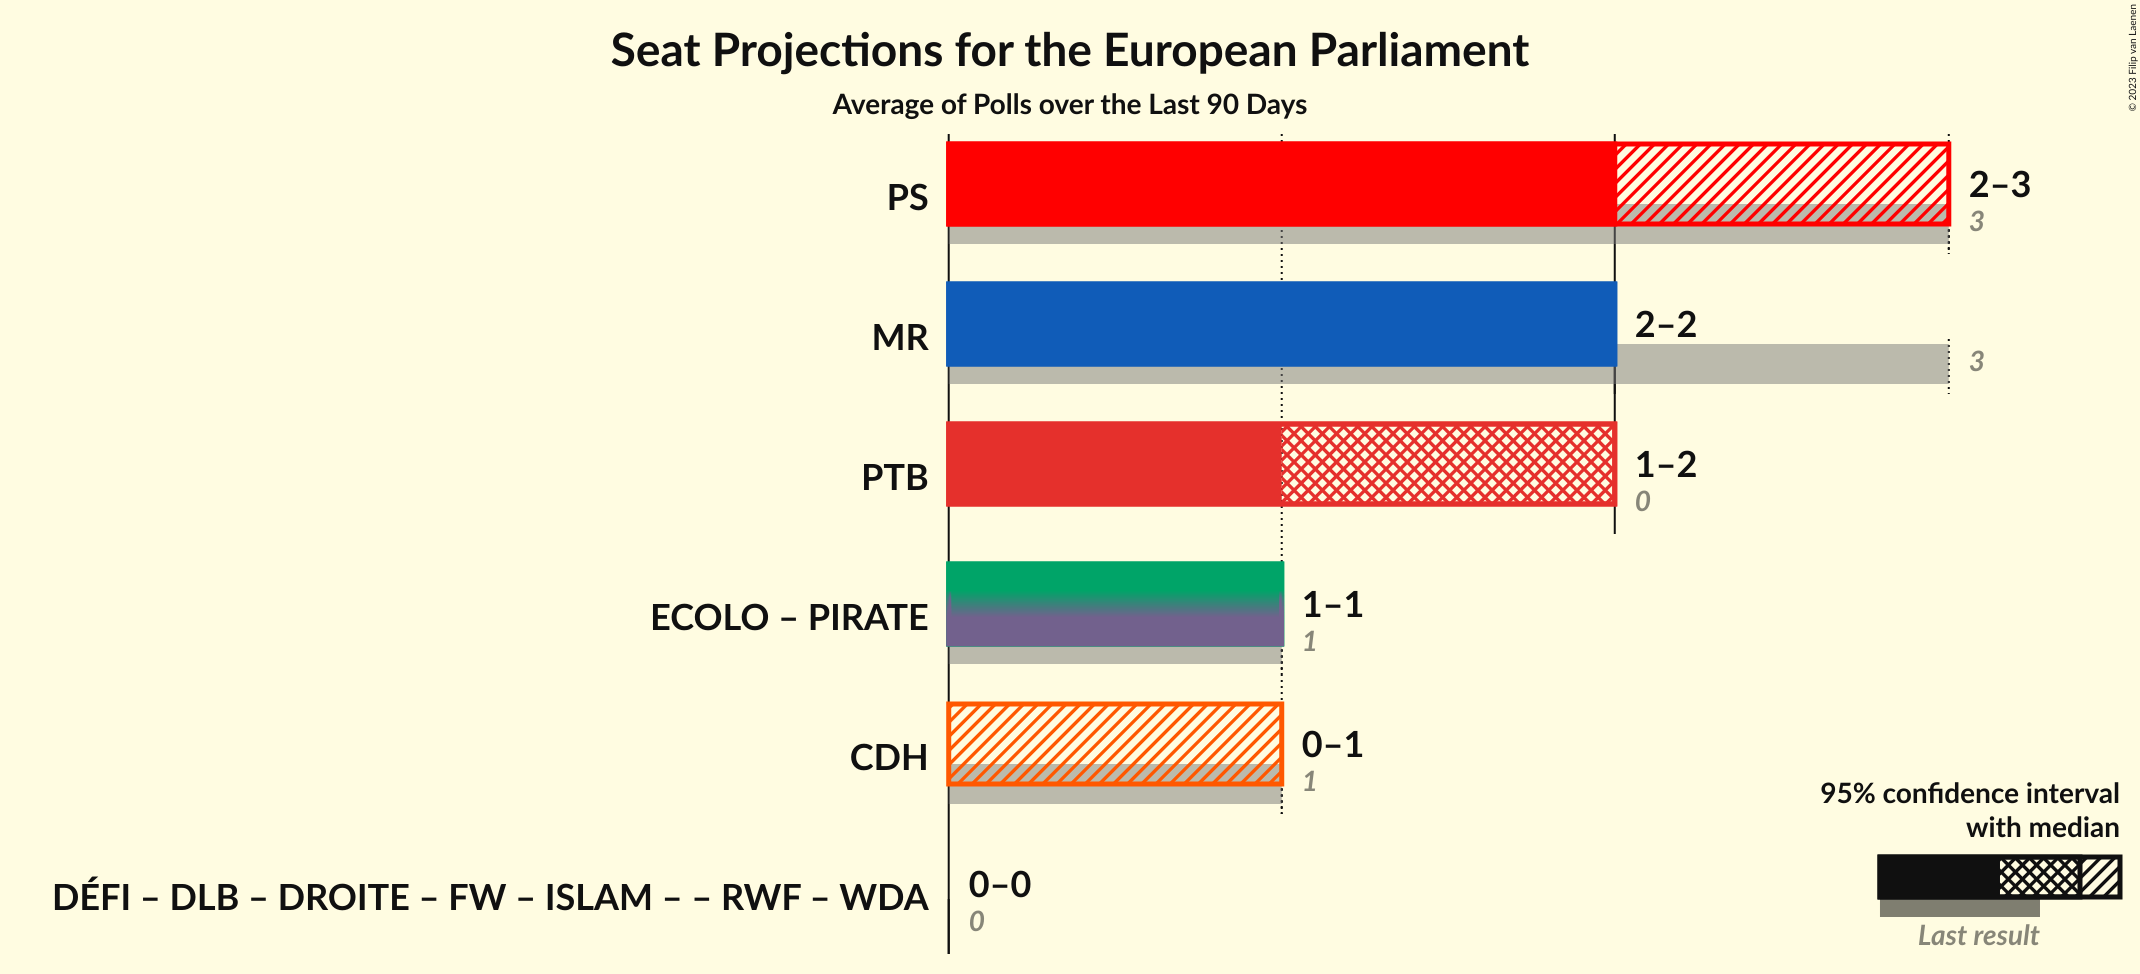 Seat Projections for the European Parliament
Average of Polls over the Last 90 Days
© 2023 Filip van Laenen
PS
2–3
3
MR
2–2
3
PTB
1–2
0
ECOLO – PIRATE
1–1
1
CDH
0–1
1
DÉFI – DLB – DROITE – FW – ISLAM – – RWF – WDA
0–0
0
95% confidence interval
with median
Last result